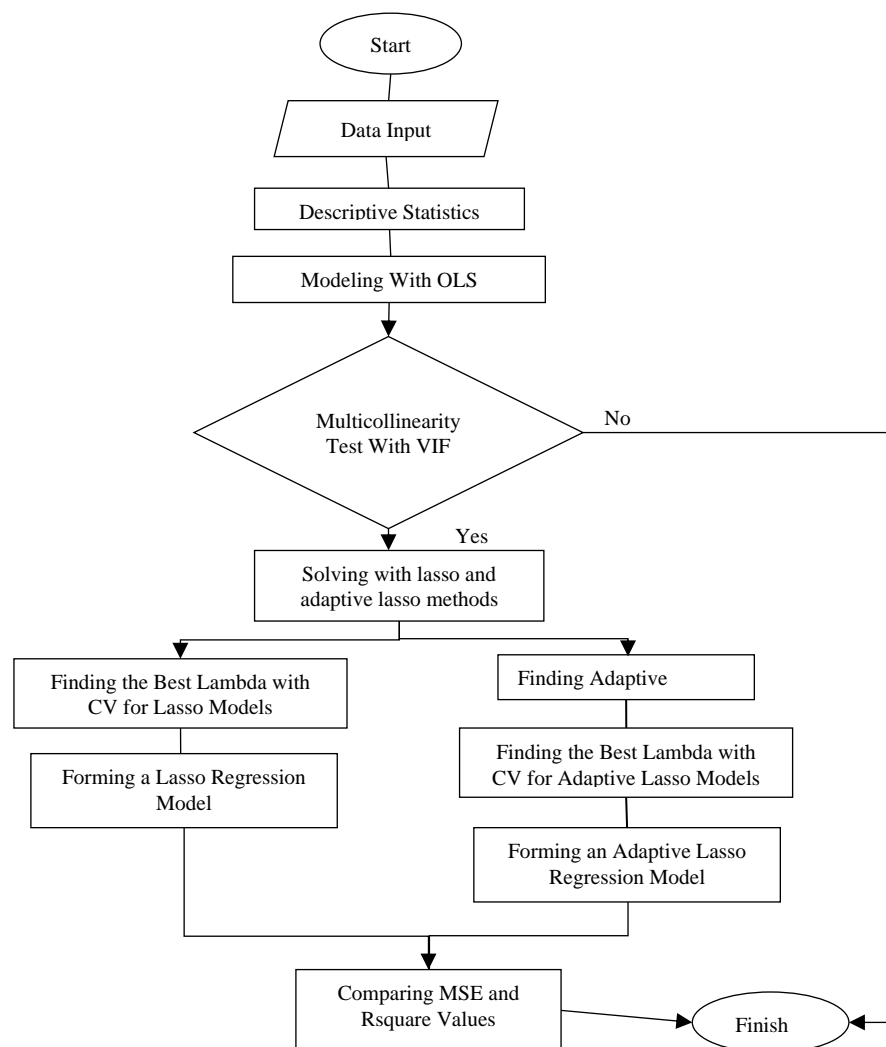 Start
Data Input
Descriptive Statistics
Modeling With OLS
Multicollinearity
Test With VIF
No
Yes
Solving with lasso and
adaptive lasso methods
Finding the Best Lambda with
CV for Lasso Models
Forming a Lasso Regression
Model
Finding Adaptive
Finding the Best Lambda with
CV for Adaptive Lasso Models
Forming an Adaptive Lasso
Regression Model
Comparing MSE and
Rsquare Values
Finish